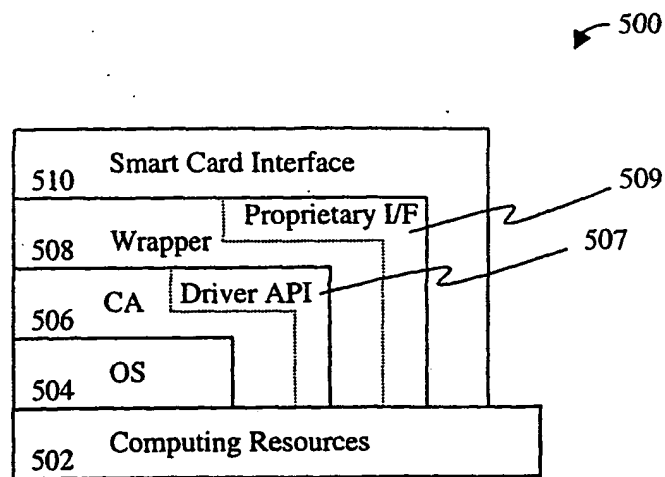 500
Smart Card Interface
510
509
Proprietary I/F
Wrapper
508
507
Driver API
CA
506
OS
504
Computing Resources
502